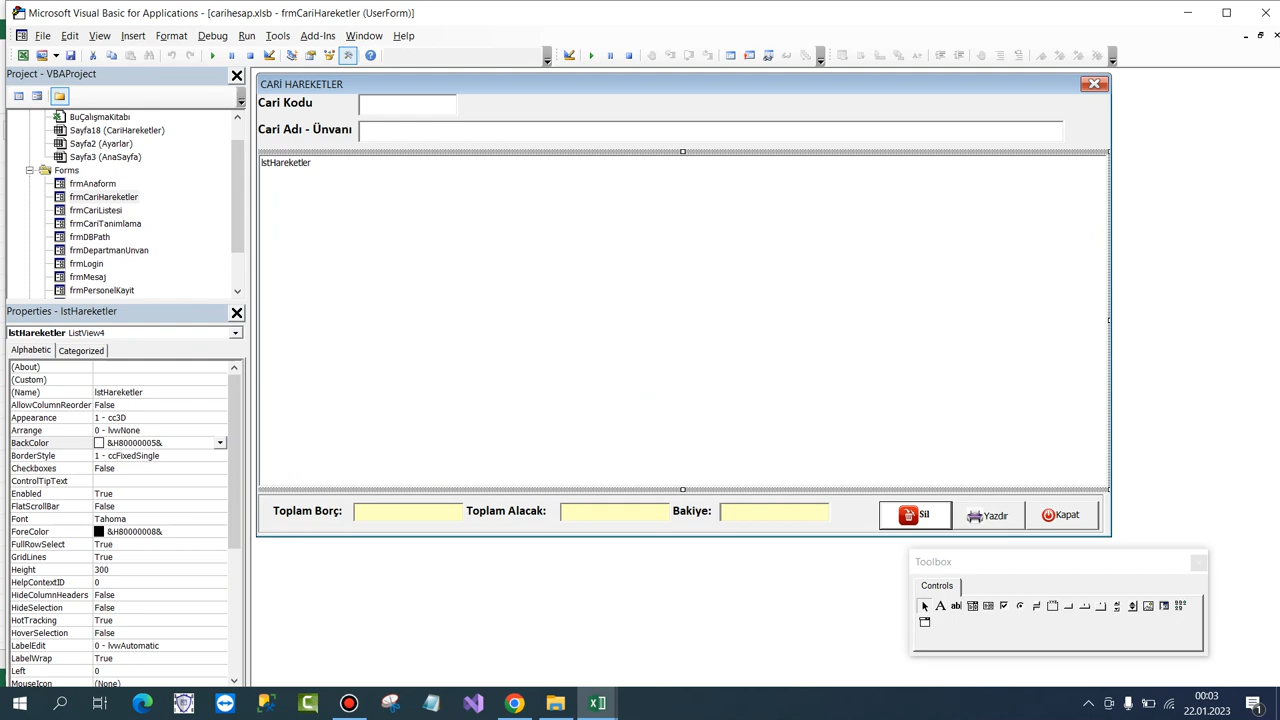 Microsoft Visual Basic for Applications - [carihesap.xlsb - frmCariHareketler (UserForm)]
File Edit View Insert Format Debug Run Tools Add-Ins Window Help
Project - VBAProject
BuÇalışmaKitabı
Sayfa18 (CariHareketler)
Sayfa2 (Ayarlar)
Sayfa3 (AnaSayfa)
Forms
frmAnaform
frmCariHareketler
frmCariListesi
frmCariTanimlama
frmDBPath
frmDepartmanUnvan
frmLogin
frmMesaj
frmPersonelKayit
Properties - lstHareketler
lstHareketler ListView4
Alphabetic Categorized
(About)
(Custom)
(Name) lstHareketler
AllowColumnReorder False
Appearance 1 - cc3D
Arrange 0 - lvwNone
BackColor &H80000005&
BorderStyle 1 - ccFixedSingle
Checkboxes False
ControlTipText
Enabled True
FlatScrollBar False
Font Tahoma
ForeColor &H80000008&
FullRowSelect True
GridLines True
Height 300
HelpContextID 0
HideColumnHeaders False
HideSelection False
HotTracking True
HoverSelection False
LabelEdit 0 - lvwAutomatic
LabelWrap True
Left 0
MouseIcon (None)
CARİ HAREKETLER
Cari Kodu
Cari Adı - Ünvanı
lstHareketler
Toplam Borç: Toplam Alacak: Bakiye: Sil Yazdır Kapat
Toolbox
Controls
00:03
22.01.2023